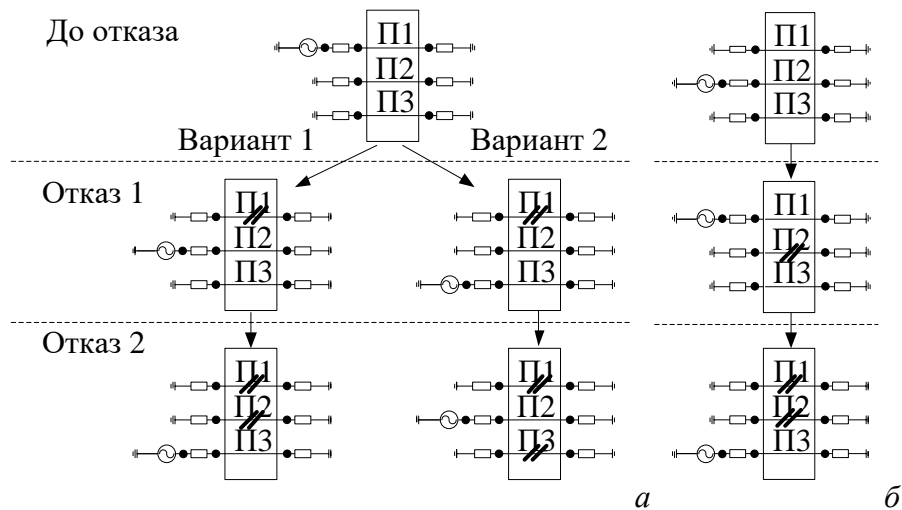 До отказа
П1
П2
П3
П1
П2
П3
Вариант 1
Вариант 2
Отказ 1
П1
П2
П3
П1
П2
П3
П1
П2
П3
Отказ 2
П1
П2
П3
П1
П2
П3
П1
П2
П3
а
б